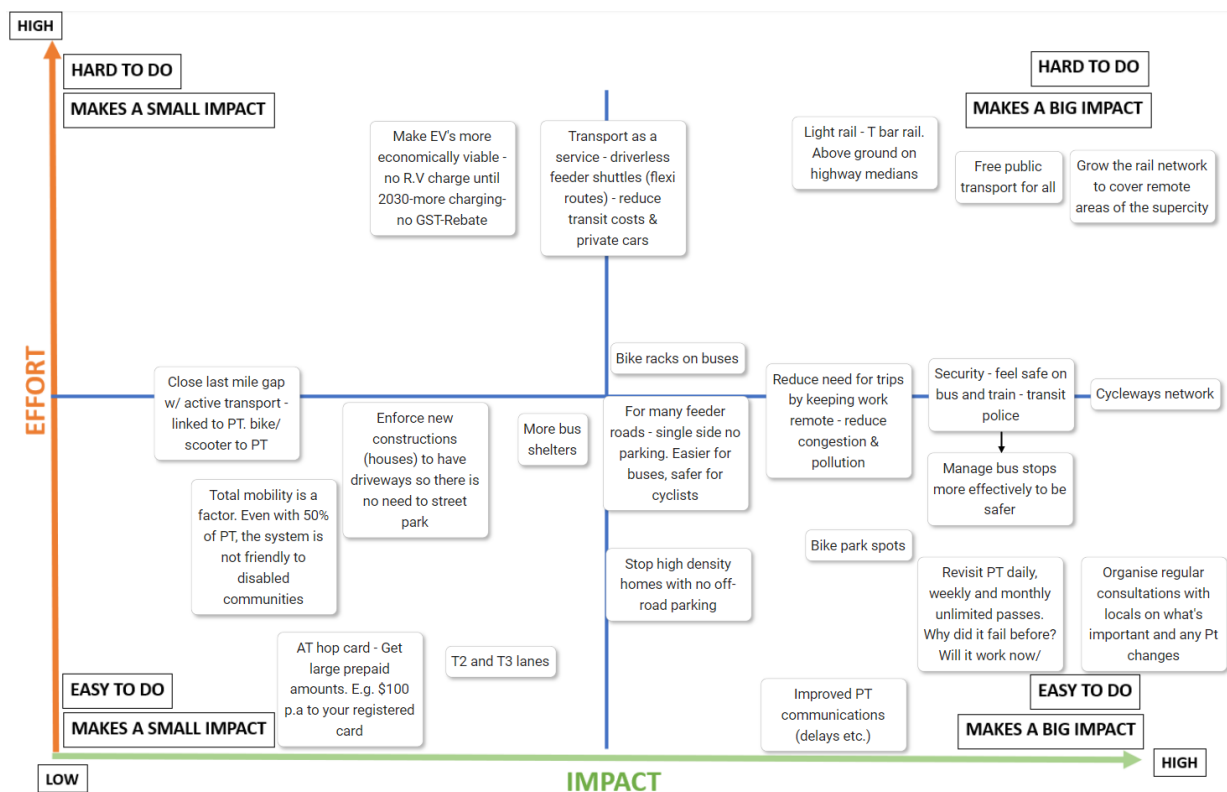 HIGH
HARD TO DO
MAKES A SMALL IMPACT
HARD TO DO
MAKES A BIG IMPACT
Make EV's more
economically viable -
no R.V charge until
2030-more charging-
no GST-Rebate
Transport as a
service - driverless
feeder shuttles (flexi
routes) - reduce
transit costs &
private cars
Light rail - T bar rail.
Above ground on
highway medians
Free public
transport for all
Grow the rail network
to cover remote
areas of the supercity
EFFORT
Bike racks on buses
Close last mile gap
w/ active transport -
linked to PT. bike/
scooter to PT
Enforce new
constructions
(houses) to have
driveways so there is
no need to street
park
More bus
shelters
For many feeder
roads - single side no
parking. Easier for
buses, safer for
cyclists
Reduce need for trips
by keeping work
remote - reduce
congestion &
pollution
Security - feel safe on
bus and train - transit
police
Cycleways network
Manage bus stops
more effectively to be
safer
Total mobility is a
factor. Even with 50%
of PT, the system is
not friendly to
disabled
communities
Bike park spots
Stop high density
homes with no off-
road parking
Revisit PT daily,
weekly and monthly
unlimited passes.
Why did it fail before?
Will it work now/
Organise regular
consultations with
locals on what's
important and any Pt
changes
AT hop card - Get
large prepaid
amounts. E.g. $100
p.a to your registered
card
T2 and T3 lanes
Improved PT
communications
(delays etc.)
EASY TO DO
MAKES A SMALL IMPACT
EASY TO DO
MAKES A BIG IMPACT
LOW
IMPACT
HIGH